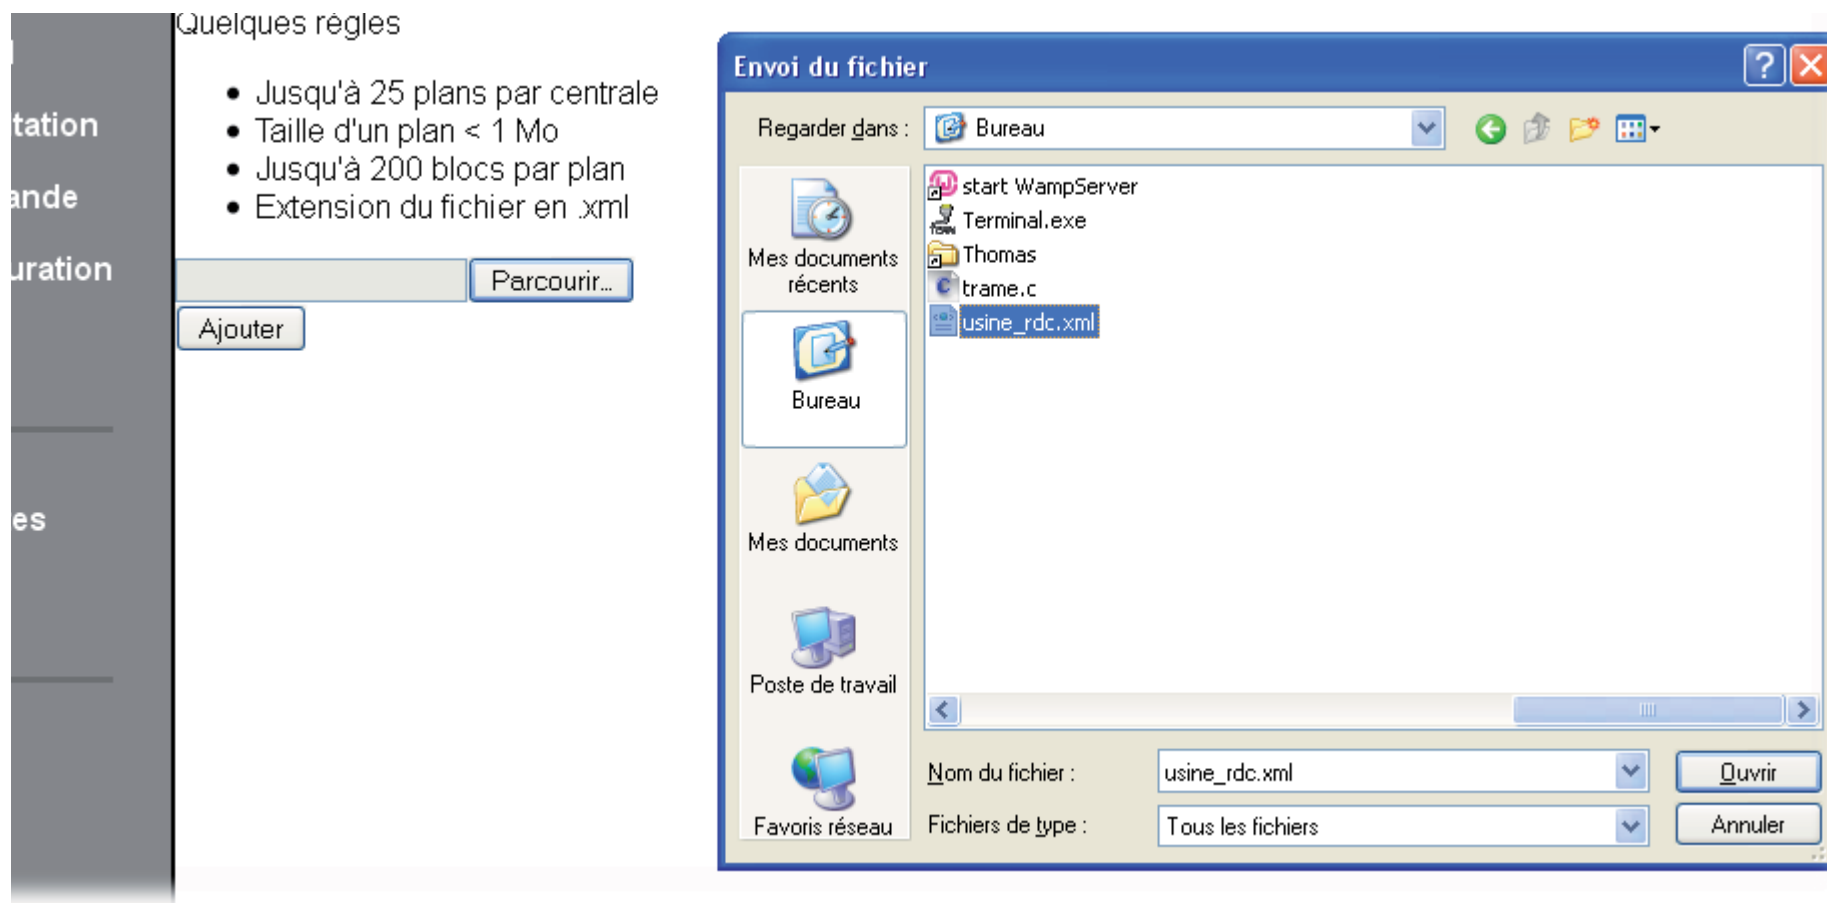 Quelques règles
Jusqu'à 25 plans par centrale
Taille d'un plan < 1 Mo
Jusqu'à 200 blocs par plan
Extension du fichier en .xml
Parcourir...
Ajouter
tation
ande
uration
es
Envoi du fichier
Regarder dans :
Bureau
Mes documents
récents
Bureau
Mes documents
Poste de travail
Favoris réseau
start WampServer
Terminal.exe
Thomas
trame.c
usine_rdc.xml
Nom du fichier :
usine_rdc.xml
Ouvrir
Fichiers de type :
Tous les fichiers
Annuler